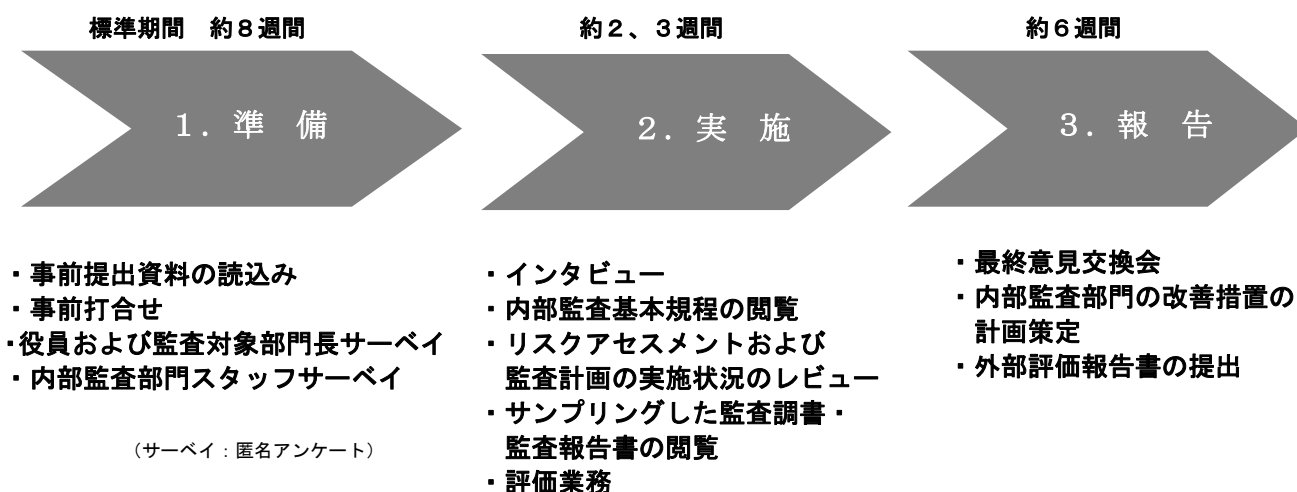 標準期間　約８週間
１．準　備
・事前提出資料の読込み
・事前打合せ
・役員および監査対象部門長サーベイ
・内部監査部門スタッフサーベイ
（サーベイ：匿名アンケート）
約２、３週間
２．実　施
・インタビュー
・内部監査基本規程の閲覧
・リスクアセスメントおよび
監査計画の実施状況のレビュー
・サンプリングした監査調書・
監査報告書の閲覧
・評価業務
約６週間
３．報　告
・最終意見交換会
・内部監査部門の改善措置の
計画策定
・外部評価報告書の提出